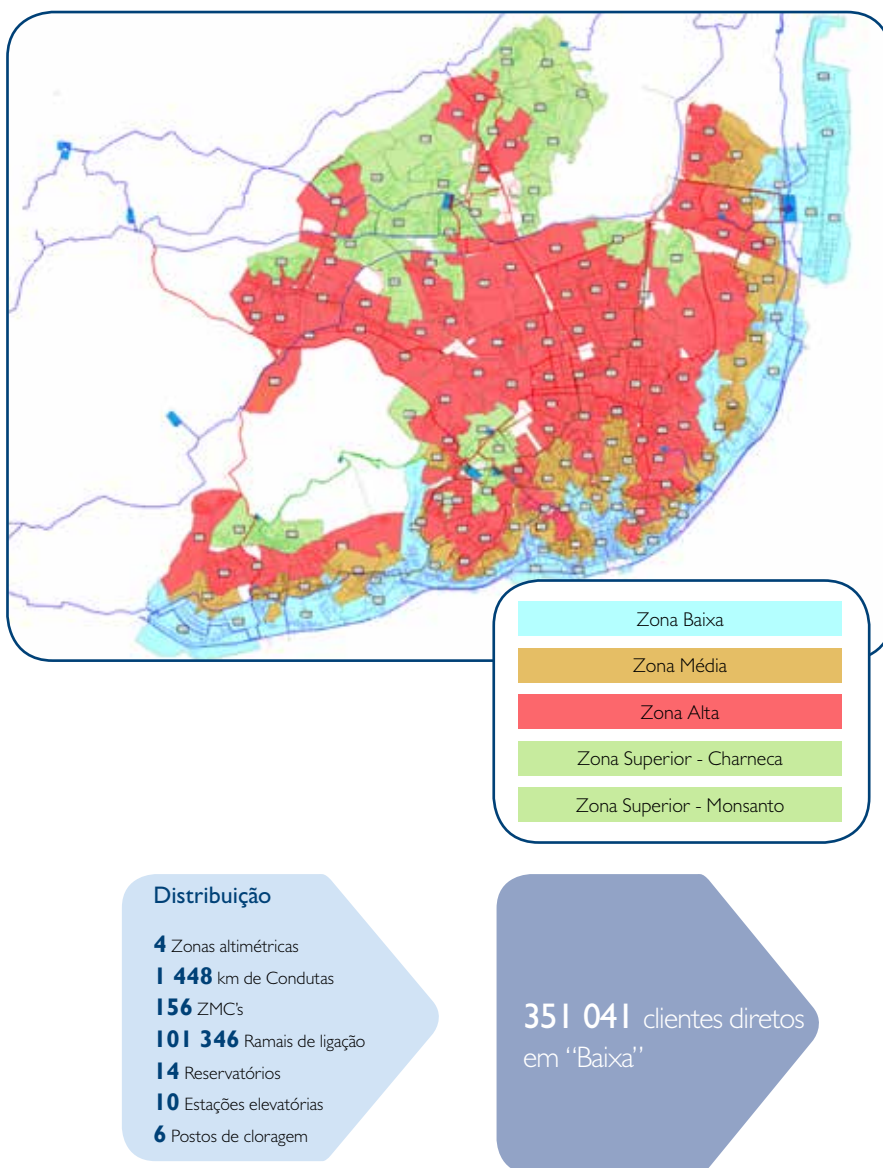 Zona Baixa
Zona Média
Zona Alta
Zona Superior - Charneca
Zona Superior - Monsanto
Distribuição
4 Zonas altimétricas
1 448 km de Condutas
156 ZMC's
101 346 Ramais de ligação
14 Reservatórios
10 Estações elevatórias
6 Postos de cloragem
351 041 clientes diretos
em “Baixa”